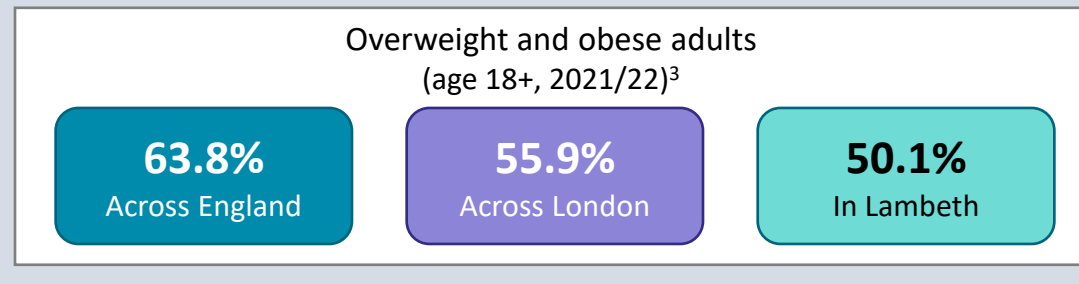 Overweight and obese adults
(age 18+, 2021/22)³
63.8%
Across England
55.9%
Across London
50.1%
In Lambeth